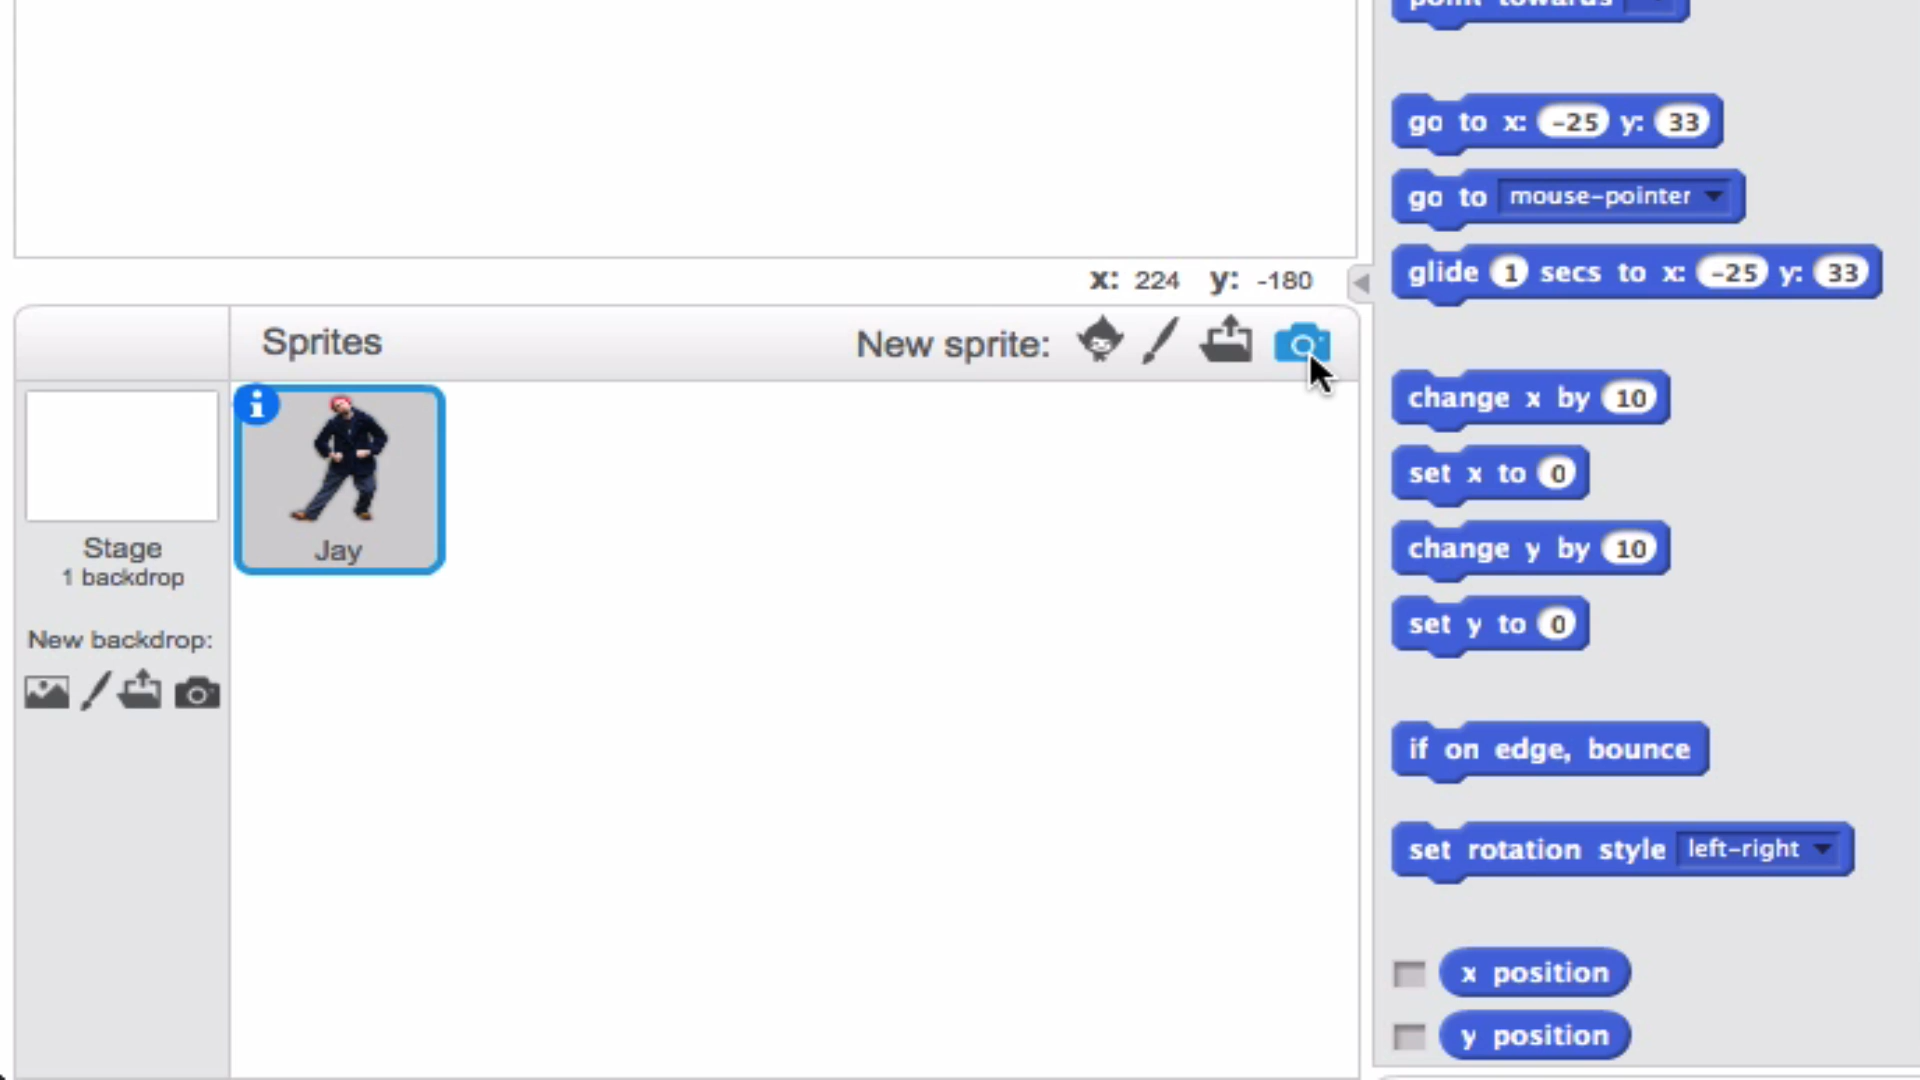 point towards
go to x: -25 y: 33
go to mouse-pointer
glide 1 secs to x: -25 y: 33
x: 224 y: -180
Sprites
New sprite:
change x by 10
set x to 0
change y by 10
set y to 0
if on edge, bounce
set rotation style left-right
x position
y position
Jay
Stage
1 backdrop
New backdrop: